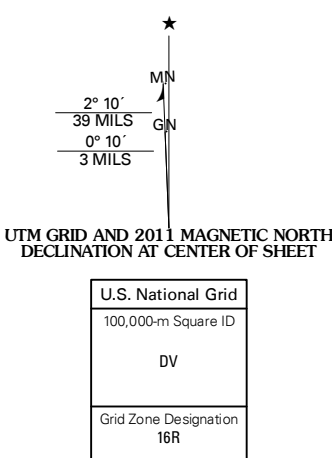 ★
MN
2° 10´
39 MILS
GN
0° 10´
3 MILS
UTM GRID AND 2011 MAGNETIC NORTH
DECLINATION AT CENTER OF SHEET
U.S. National Grid
100,000-m Square ID
DV
Grid Zone Designation
16R